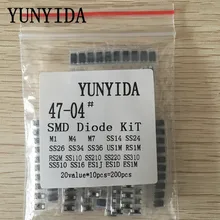 YUNYIDA
YUNYIDA
47-04#
SMD Diode KiT
M1 M4 M7 SS14 SS24
SS26 SS34 SS36 US1M RS1M
RS2M SS110 SS210 SS220 SS310
SS510 SS16 ES1J ES1D ES1M
20value*10pcs=200pcs